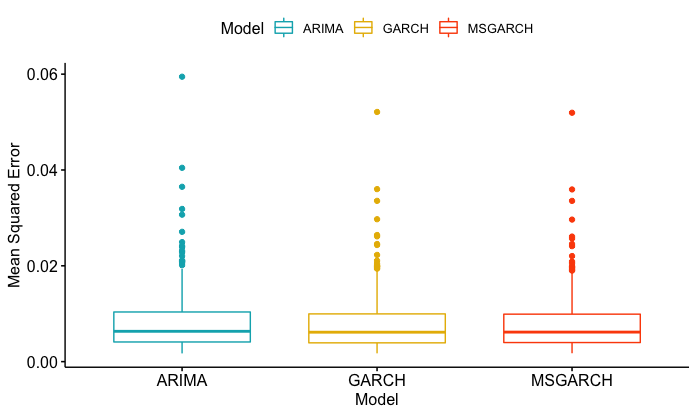 Model ARIMA GARCH MSGARCH
0.06
0.04
0.02
0.00
Mean Squared Error
ARIMA GARCH MSGARCH
Model